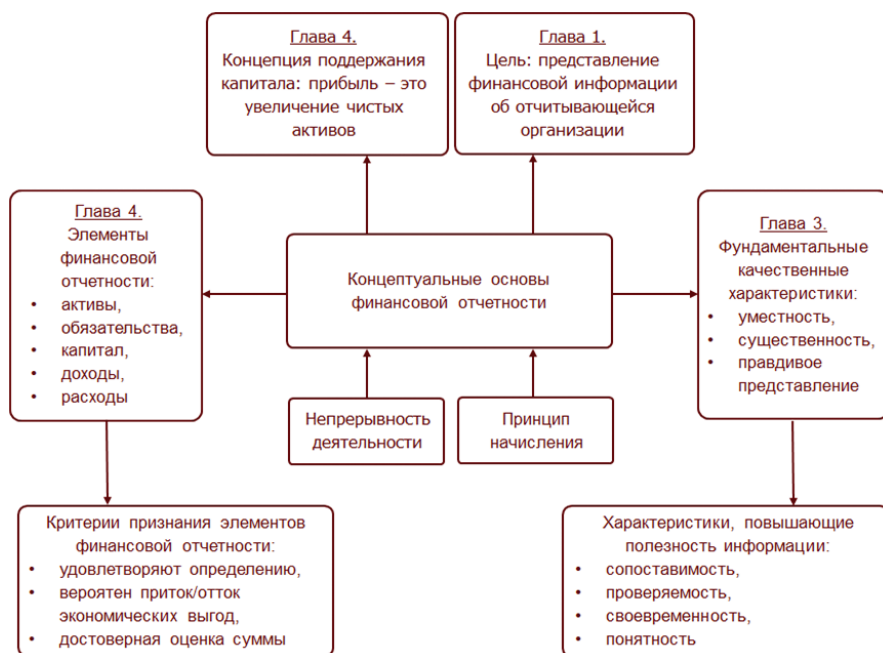 Глава 4.
Концепция поддержания
капитала: прибыль – это
увеличение чистых
активов
Глава 1.
Цель: представление
финансовой информации
об отчитывающейся
организации
Глава 4.
Элементы
финансовой
отчетности:
• активы,
• обязательства,
• капитал,
• доходы,
• расходы
Концептуальные основы
финансовой отчетности
Глава 3.
Фундаментальные
качественные
характеристики:
• уместность,
• существенность,
• правдивое
представление
Непрерывность
деятельности
Принцип
начисления
Критерии признания элементов
финансовой отчетности:
• удовлетворяют определению,
• вероятен приток/отток
экономических выгод,
• достоверная оценка суммы
Характеристики, повышающие
полезность информации:
• сопоставимость,
• проверяемость,
• своевременность,
• понятность